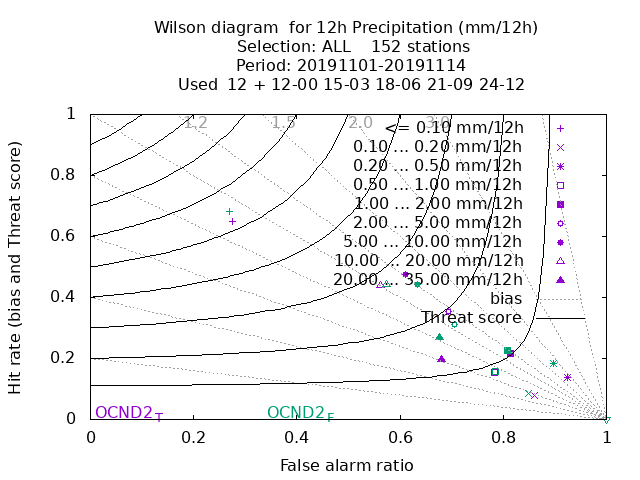 Wilson diagram  for 12h Precipitation (mm/12h)
Selection: ALL    152 stations
Period: 20191101-20191114
Used  12 + 12-00 15-03 18-06 21-09 24-12
1.2 1.5 2.0 3.0
<= 0.10 mm/12h
0.10 ... 0.20 mm/12h
0.20 ... 0.50 mm/12h
0.50 ... 1.00 mm/12h
1.00 ... 2.00 mm/12h
2.00 ... 5.00 mm/12h
5.00 ... 10.00 mm/12h
10.00 ... 20.00 mm/12h
20.00 ... 35.00 mm/12h
bias
Threat score
1
0.8
0.6
0.4
0.2
0
Hit rate (bias and Threat score)
OCND2_T OCND2_F
0 0.2 0.4 0.6 0.8 1
False alarm ratio